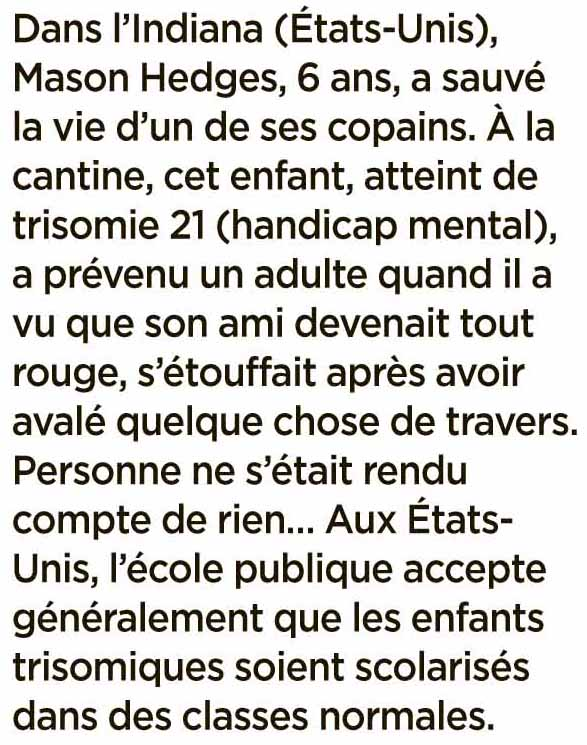 Dans l’Indiana (États-Unis),
Mason Hedges, 6 ans, a sauvé
la vie d’un de ses copains. À la
cantine, cet enfant, atteint de
trisomie 21 (handicap mental),
a prévenu un adulte quand il a
vu que son ami devenait tout
rouge, s’étouffait après avoir
avalé quelque chose de travers.
Personne ne s’était rendu
compte de rien... Aux États-
Unis, l’école publique accepte
généralement que les enfants
trisomiques soient scolarisés
dans des classes normales.